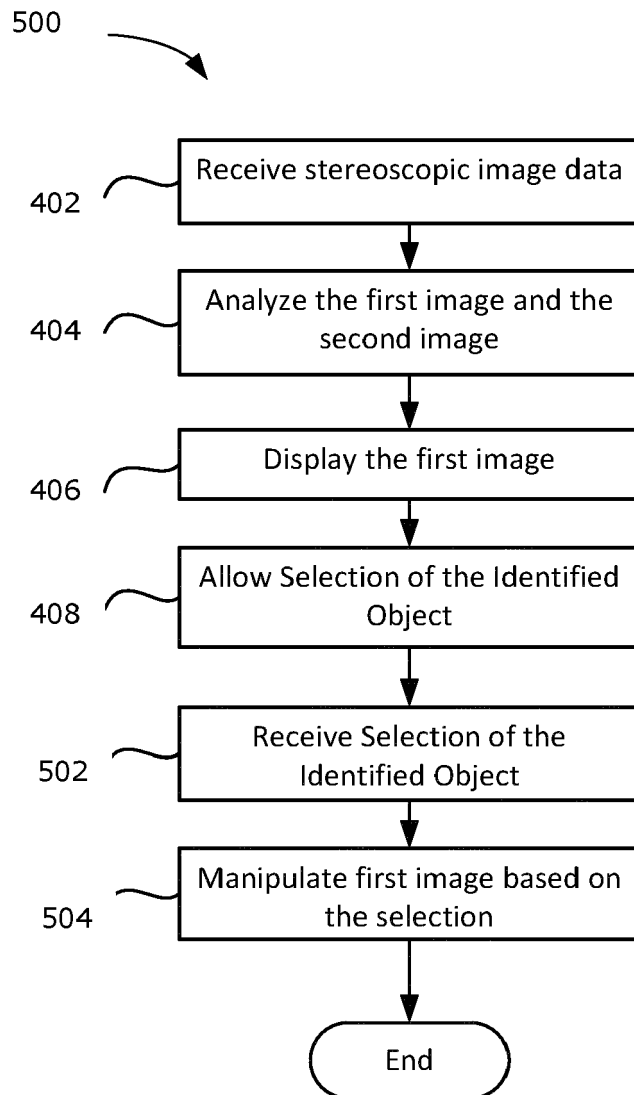 500
Receive stereoscopic image data
402
Analyze the first image and the
second image
404
Display the first image
406
Allow Selection of the Identified
Object
408
Receive Selection of the
Identified Object
502
Manipulate first image based on
the selection
504
End